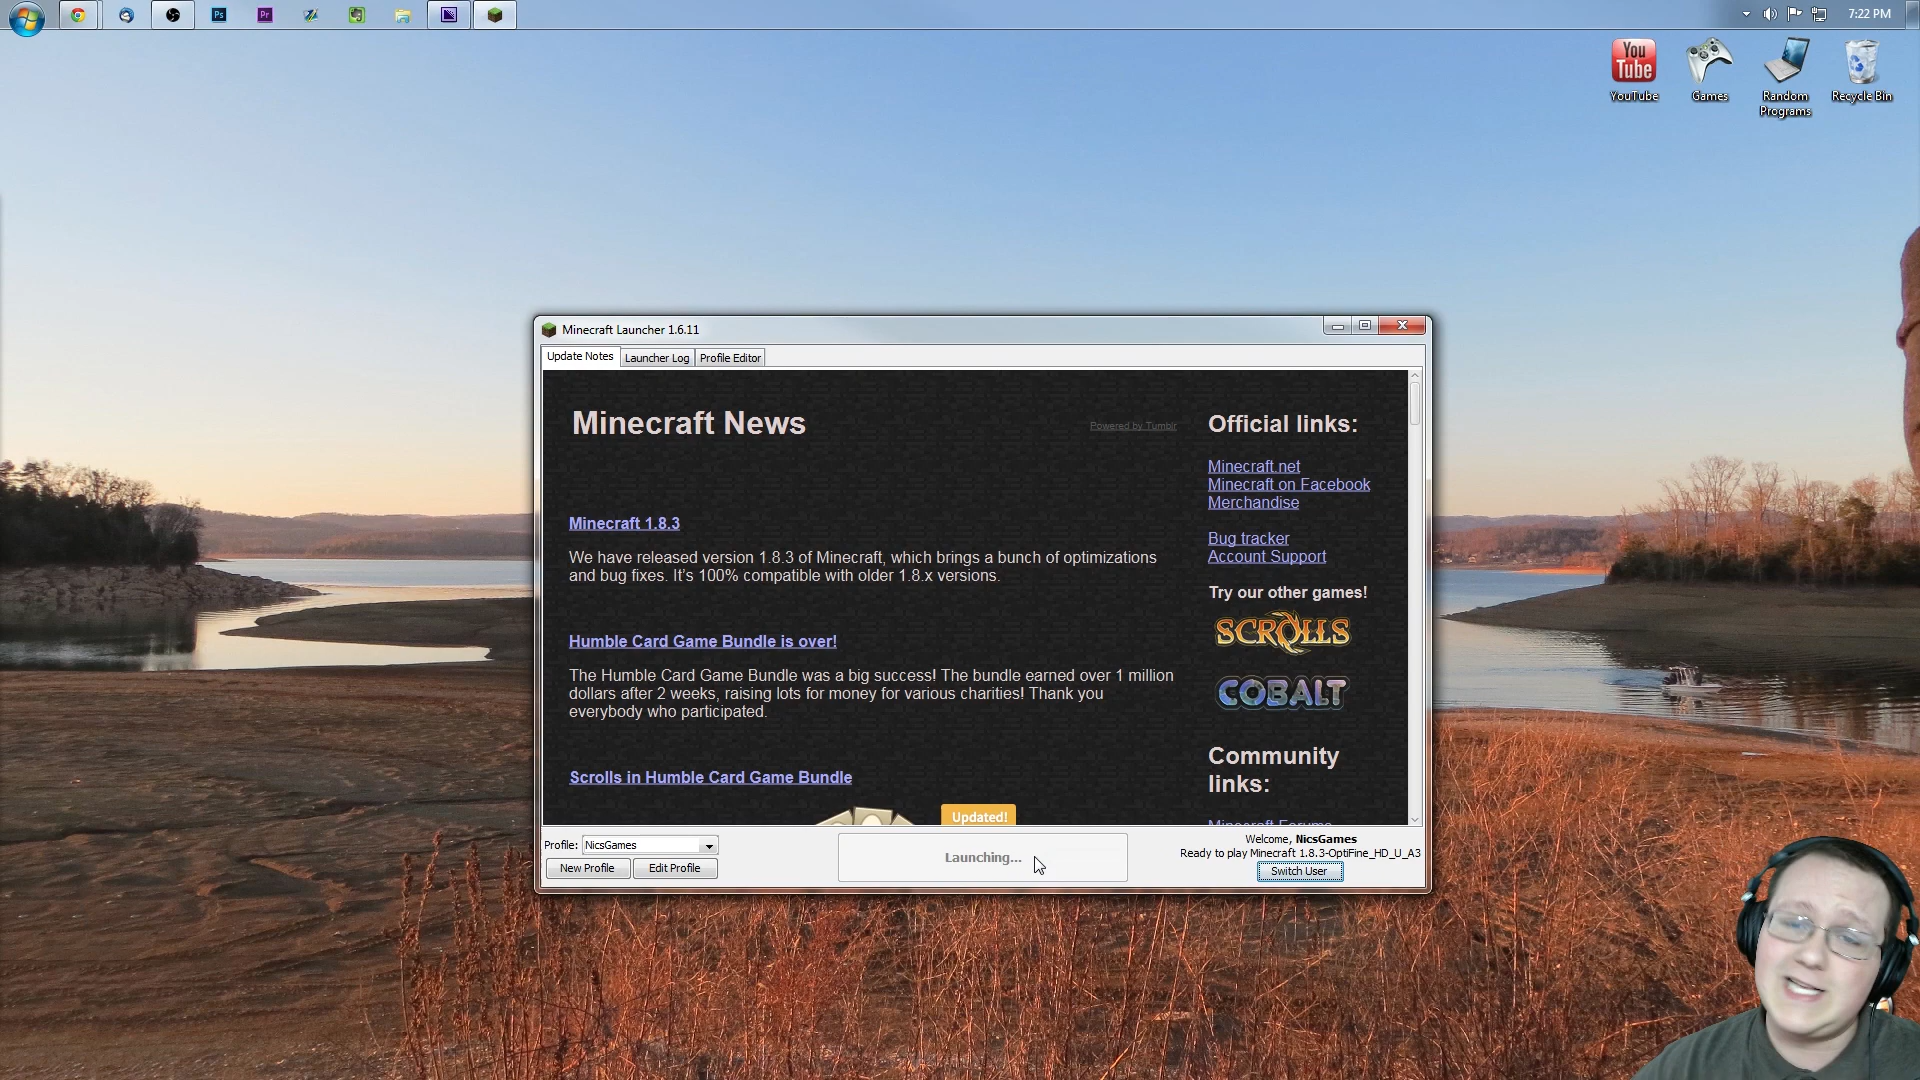 Ps
Pr
7:22 PM
You
Tube
YouTube
Games
Random
Programs
Recycle Bin
Minecraft Launcher 1.6.11
Update Notes
Launcher Log
Profile Editor
Minecraft News
Powered by Tumblr
Minecraft 1.8.3
We have released version 1.8.3 of Minecraft, which brings a bunch of optimizations
and bug fixes. It's 100% compatible with older 1.8.x versions.
Humble Card Game Bundle is over!
The Humble Card Game Bundle was a big success! The bundle earned over 1 million
dollars after 2 weeks, raising lots for money for various charities! Thank you
everybody who participated.
Scrolls in Humble Card Game Bundle
Updated!
Official links:
Minecraft.net
Minecraft on Facebook
Merchandise
Bug tracker
Account Support
Try our other games!
SCROLLS
COBALT
Community
links:
Minecraft Forums
Profile: NicsGames
New Profile
Edit Profile
Launching...
Welcome, NicsGames
Ready to play Minecraft 1.8.3-OptiFine_HD_U_A3
Switch User